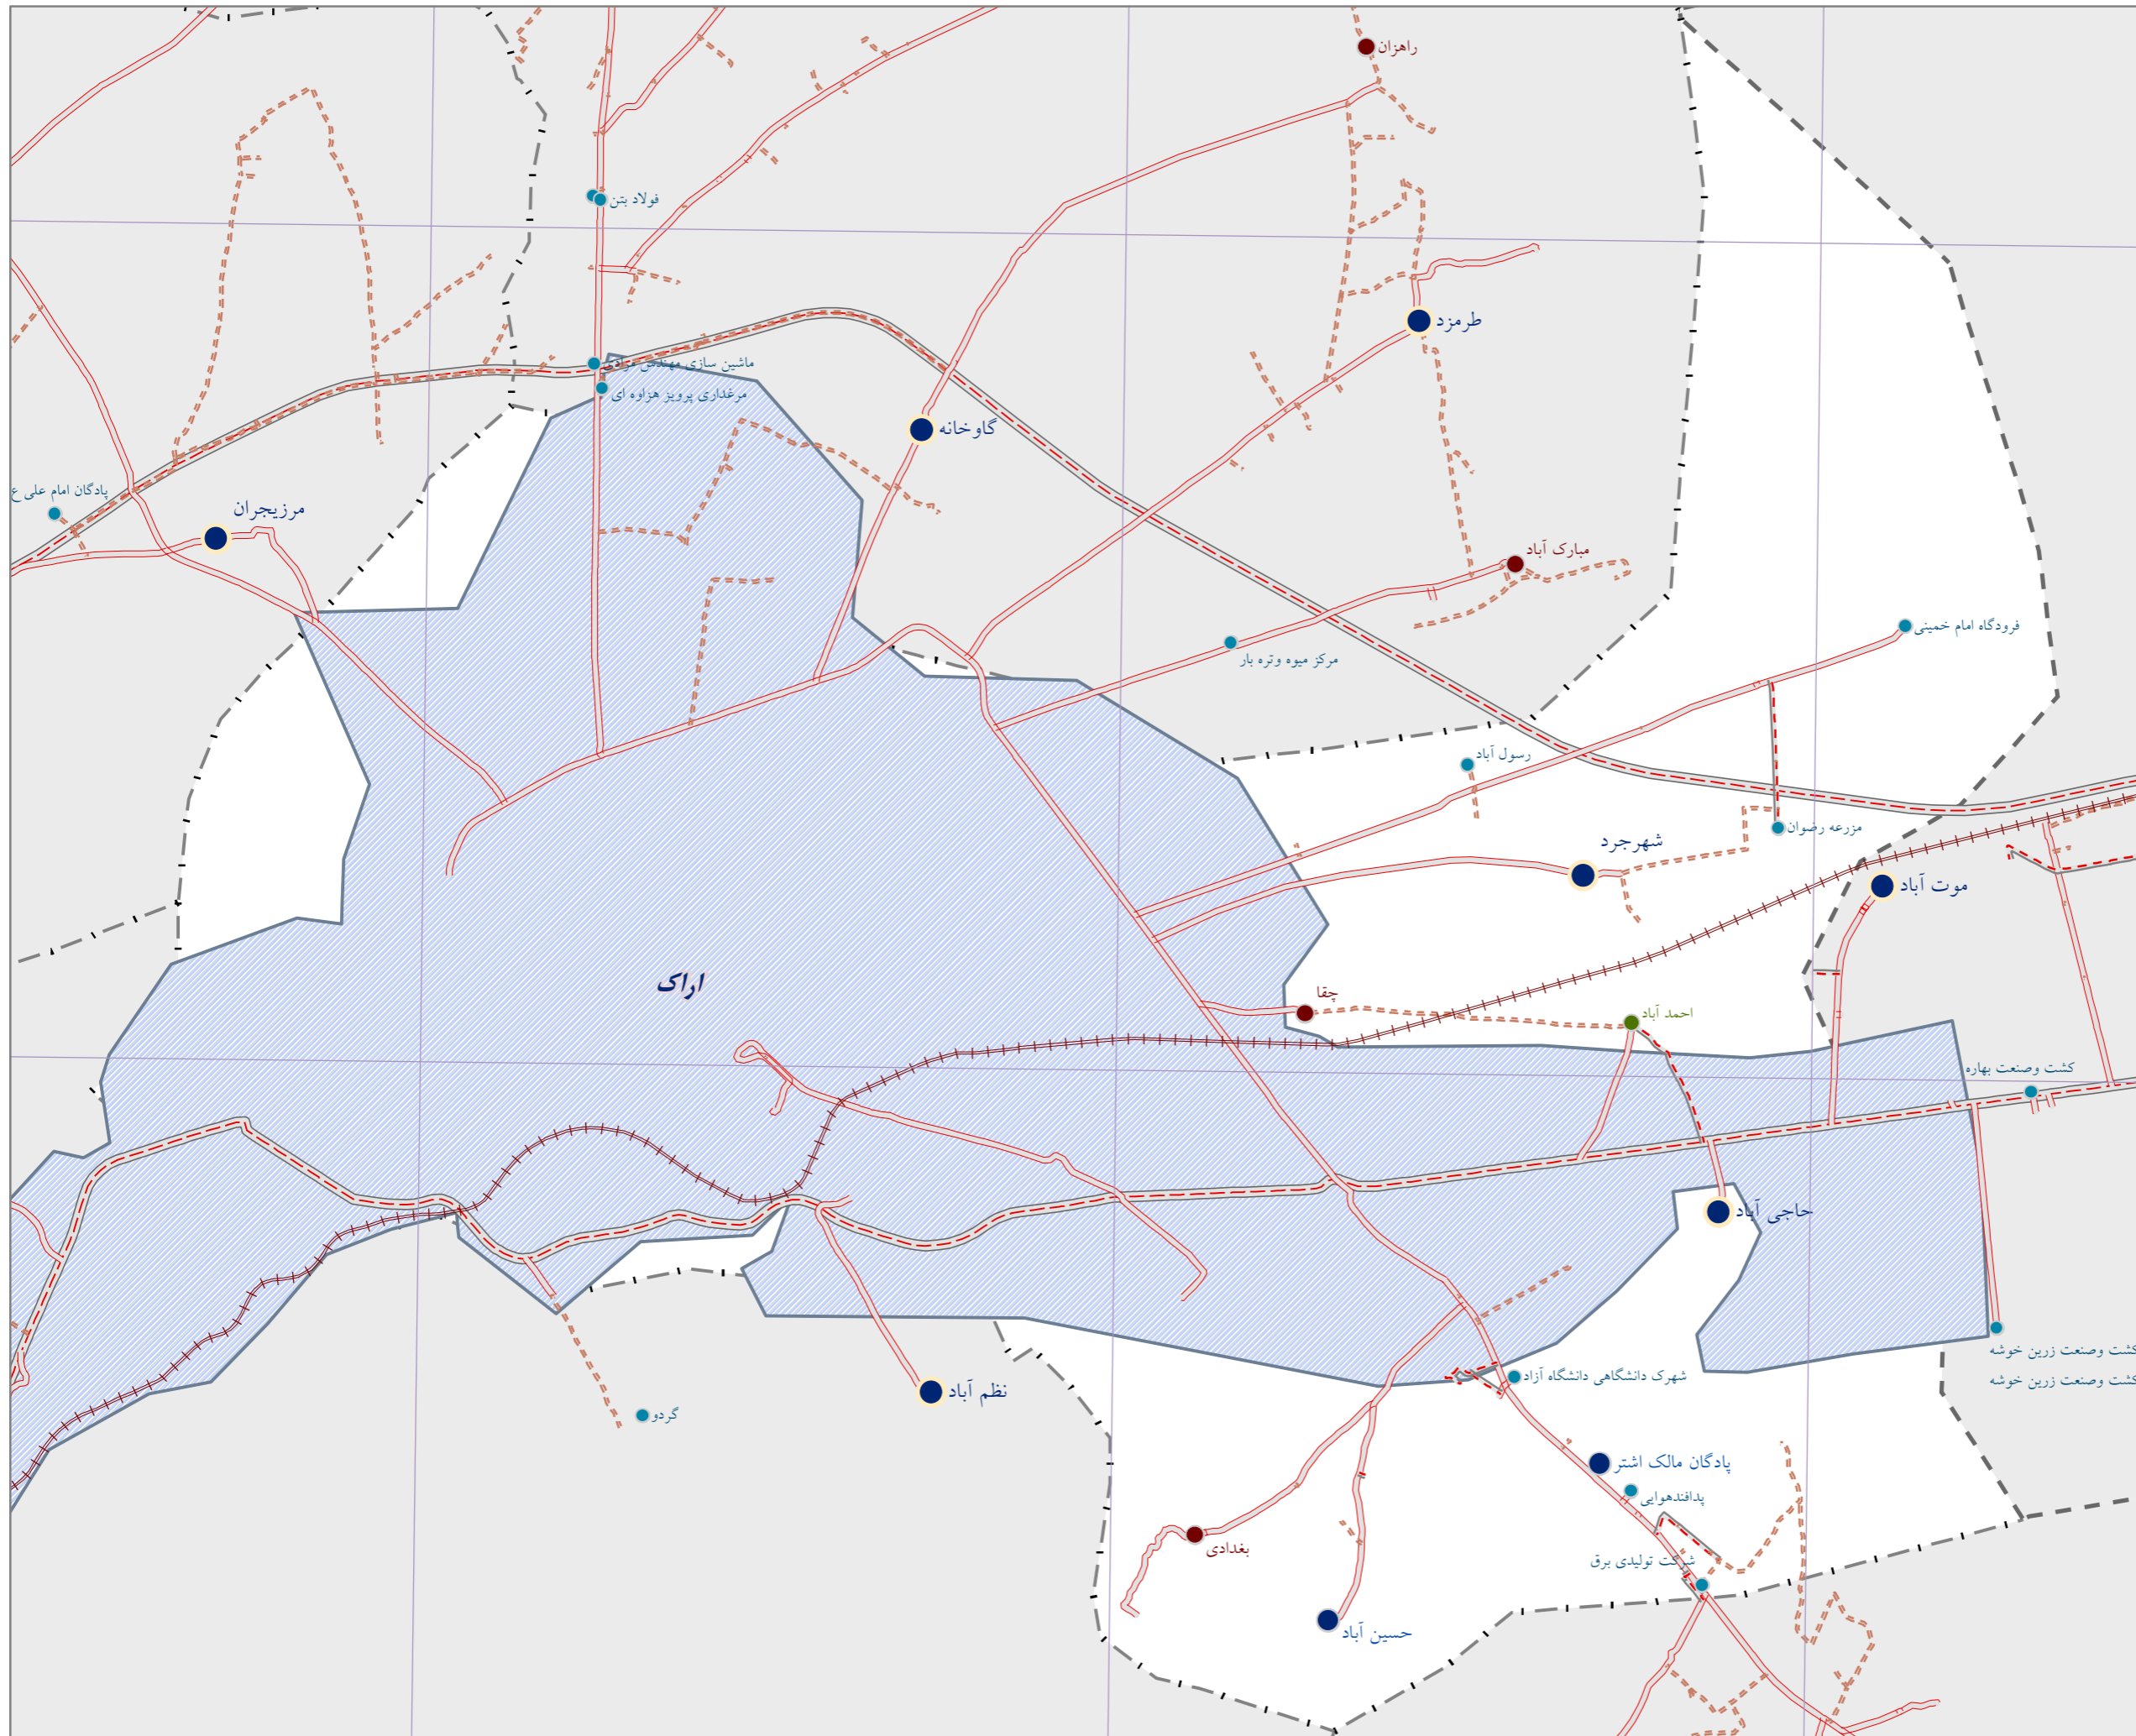 راهزان
فولاد بتن
طرمزد
ماشین سازی مهندس مرادی
مرغداری پرویز هزاوه ای
گاوخانه
پادگان امام علی ع
مرزیجران
مبارک آباد
فرودگاه امام خمینی
مرکز میوه وتره بار
رسول آباد
مزرعه رضوان
شهرجرد
موت آباد
اراک
چقا
احمد آباد
کشت وصنعت بهاره
حاجی آباد
کشت وصنعت زرین خوشه
کشت وصنعت زرین خوشه
شهرک دانشگاهی دانشگاه آزاد
نظم آباد
گردو
پادگان مالک اشتر
پدافندهوایی
بغدادی
شرکت تولیدی برق
حسین آباد